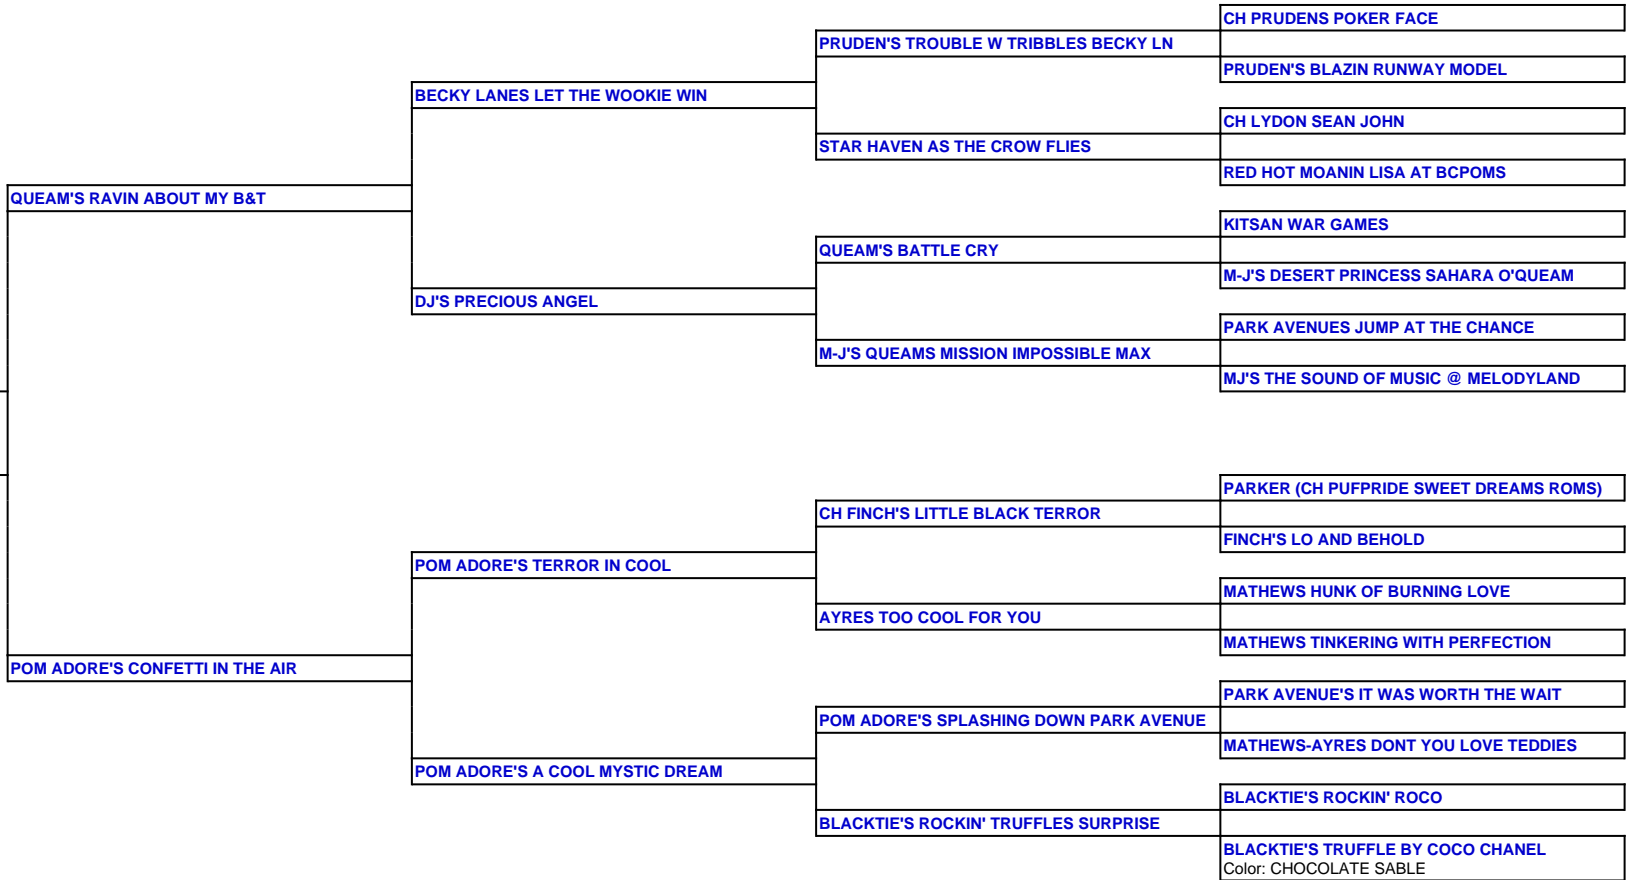 CH PRUDENS POKER FACE
PRUDEN'S TROUBLE W TRIBBLES BECKY LN
PRUDEN'S BLAZIN RUNWAY MODEL
BECKY LANES LET THE WOOKIE WIN
CH LYDON SEAN JOHN
STAR HAVEN AS THE CROW FLIES
RED HOT MOANIN LISA AT BCPOMS
QUEAM'S RAVIN ABOUT MY B&T
KITSAN WAR GAMES
QUEAM'S BATTLE CRY
M-J'S DESERT PRINCESS SAHARA O'QUEAM
DJ'S PRECIOUS ANGEL
PARK AVENUES JUMP AT THE CHANCE
M-J'S QUEAMS MISSION IMPOSSIBLE MAX
MJ'S THE SOUND OF MUSIC @ MELODYLAND
PARKER (CH PUFPRIDE SWEET DREAMS ROMS)
CH FINCH'S LITTLE BLACK TERROR
FINCH'S LO AND BEHOLD
POM ADORE'S TERROR IN COOL
MATHEWS HUNK OF BURNING LOVE
AYRES TOO COOL FOR YOU
MATHEWS TINKERING WITH PERFECTION
POM ADORE'S CONFETTI IN THE AIR
PARK AVENUE'S IT WAS WORTH THE WAIT
POM ADORE'S SPLASHING DOWN PARK AVENUE
MATHEWS-AYRES DONT YOU LOVE TEDDIES
POM ADORE'S A COOL MYSTIC DREAM
BLACKTIE'S ROCKIN' ROCO
BLACKTIE'S ROCKIN' TRUFFLES SURPRISE
BLACKTIE'S TRUFFLE BY COCO CHANEL
Color: CHOCOLATE SABLE